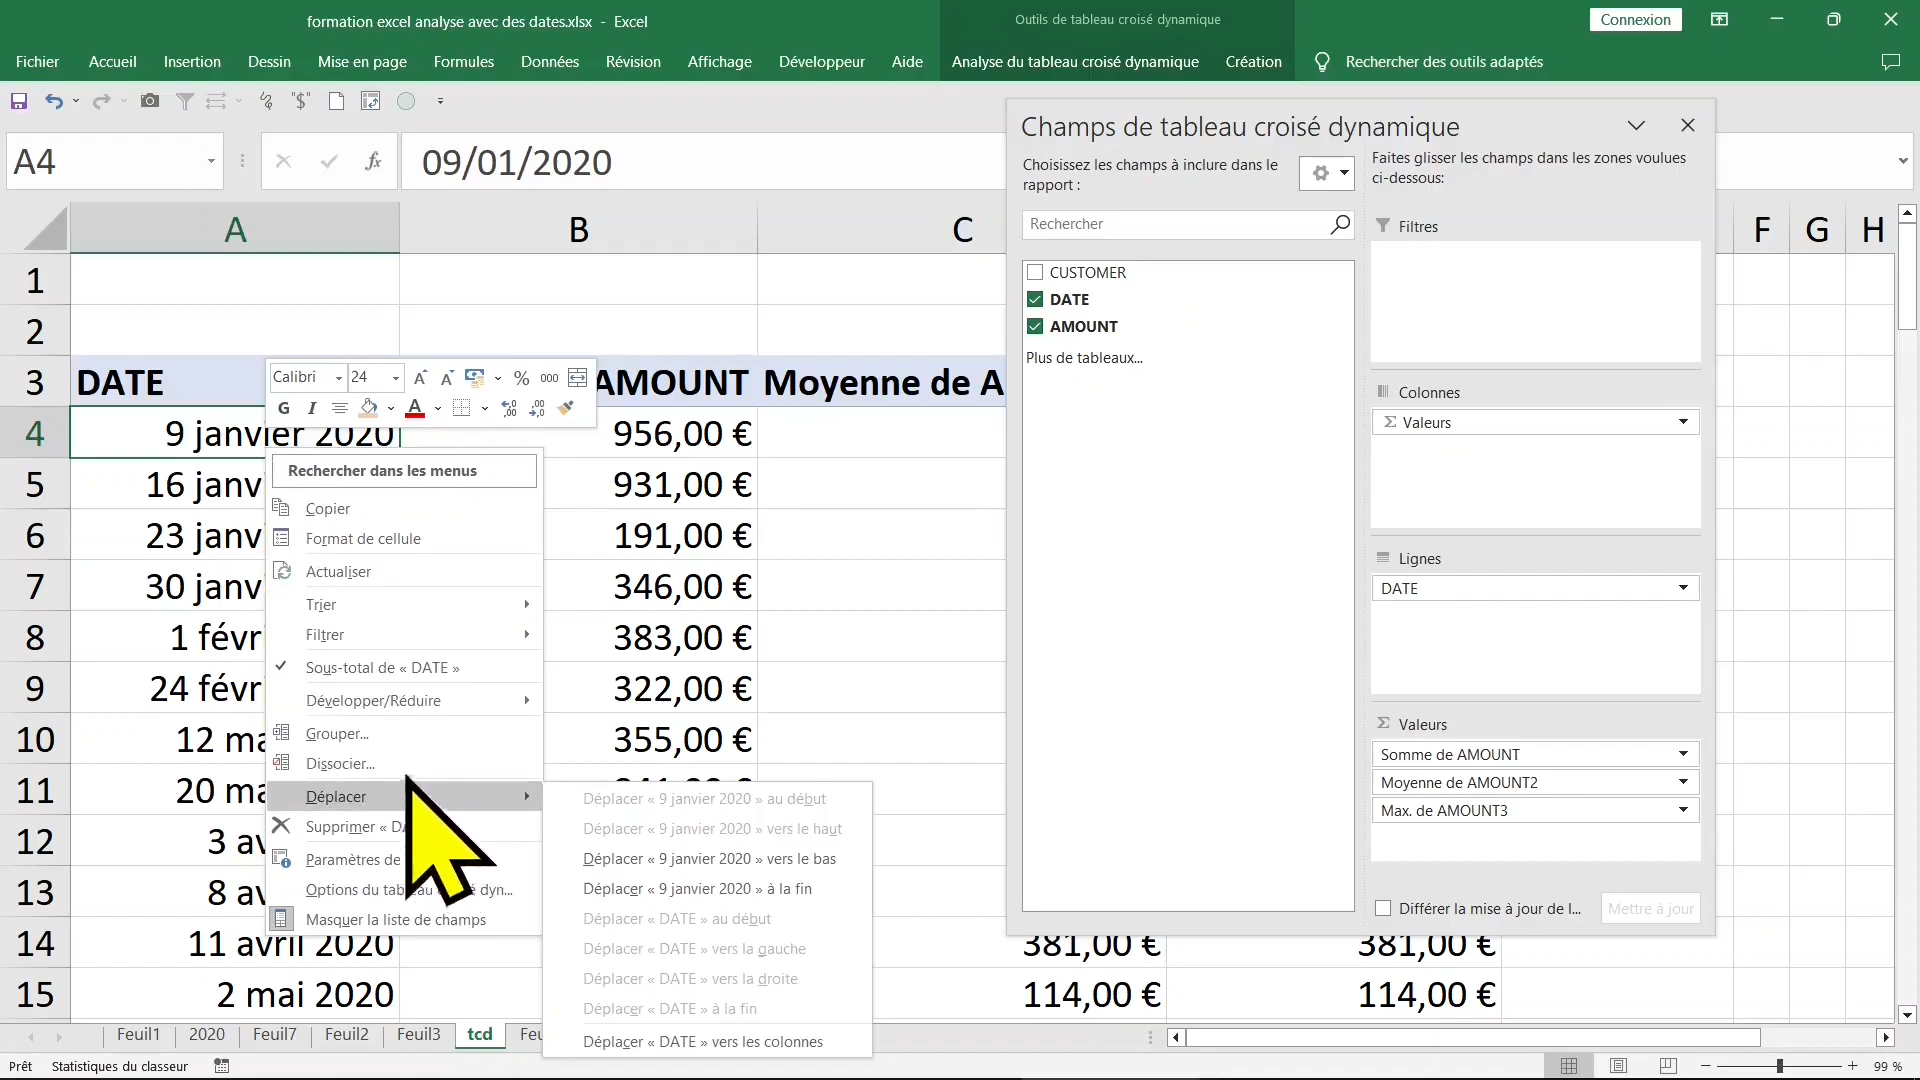 formation excel analyse avec des dates.xlsx - Excel
Outils de tableau croisé dynamique
Connexion
Fichier Accueil Insertion Dessin Mise en page Formules Données Révision Affichage Développeur Aide Analyse du tableau croisé dynamique Création Rechercher des outils adaptés
A4 fx 09/01/2020
A B C F G H
1
2
3 DATE AMOUNT Moyenne de A
4 9 janvier 2020 956,00 €
5 16 janv 931,00 €
6 23 janv 191,00 €
7 30 janv 346,00 €
8 1 févri 383,00 €
9 24 févri 322,00 €
10 12 ma 355,00 €
11 20 ma
12 3 av
13 8 av
14 11 avril 2020 381,00 € 381,00 €
15 2 mai 2020 114,00 € 114,00 €
Calibri 24 A A % 000
G I A
Rechercher dans les menus
Copier
Format de cellule
Actualiser
Trier
Filtrer
Sous-total de « DATE »
Développer/Réduire
Grouper...
Dissocier...
Déplacer
Supprimer « DA
Paramètres de
Options du tableau dyn...
Masquer la liste de champs
Déplacer « 9 janvier 2020 » au début
Déplacer « 9 janvier 2020 » vers le haut
Déplacer « 9 janvier 2020 » vers le bas
Déplacer « 9 janvier 2020 » à la fin
Déplacer « DATE » au début
Déplacer « DATE » vers la gauche
Déplacer « DATE » vers la droite
Déplacer « DATE » à la fin
Déplacer « DATE » vers les colonnes
Champs de tableau croisé dynamique
Choisissez les champs à inclure dans le
rapport :
Rechercher
CUSTOMER
DATE
AMOUNT
Plus de tableaux...
Faites glisser les champs dans les zones voulues
ci-dessous:
Filtres
Colonnes
Σ Valeurs
Lignes
DATE
Σ Valeurs
Somme de AMOUNT
Moyenne de AMOUNT2
Max. de AMOUNT3
Différer la mise à jour de l...
Mettre à jour
Feuil1 2020 Feuil7 Feuil2 Feuil3 tcd Feu
Prêt Statistiques du classeur 99 %